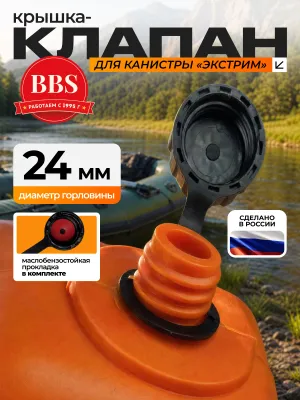 крышка-
КЛАПАН
ДЛЯ КАНИСТРЫ «ЭКСТРИМ»
BBS
★ РАБОТАЕМ С 1995 Г ★
24 мм
диаметр горловины
СДЕЛАНО
В РОССИИ
маслобензостойкая
прокладка
в комплекте